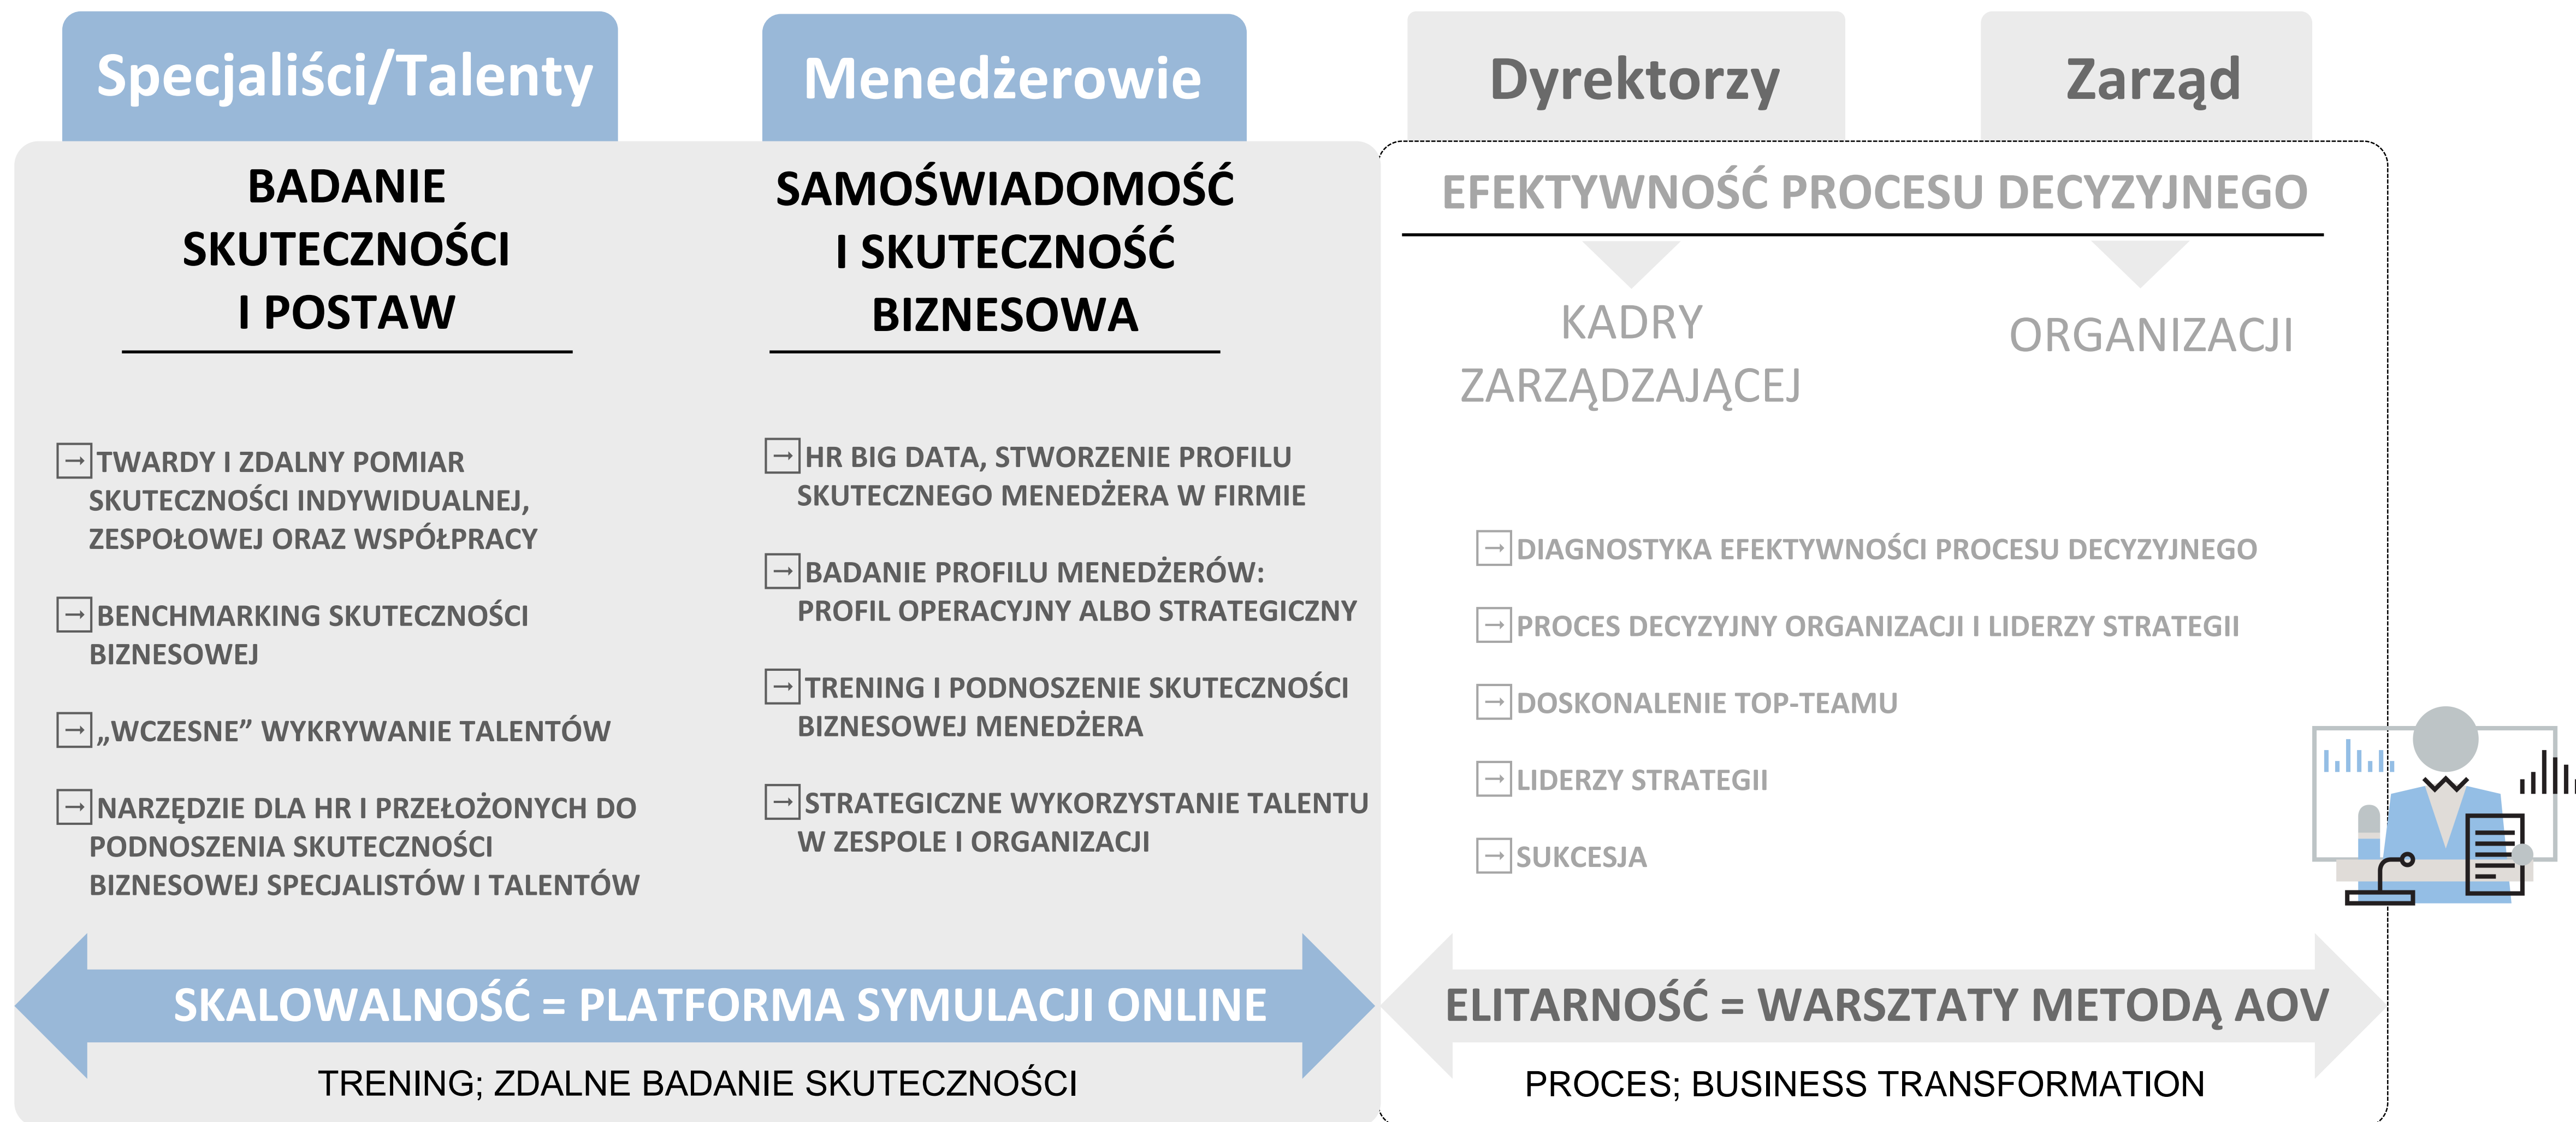 Specjaliści/Talenty
BADANIE
SKUTECZNOŚCI
I POSTAW
→ TWARDY I ZDALNY POMIAR
SKUTECZNOŚCI INDYWIDUALNEJ,
ZESPOŁOWEJ ORAZ WSPÓŁPRACY
→ BENCHMARKING SKUTECZNOŚCI
BIZNESOWEJ
→ „WCZESNE” WYKRYWANIE TALENTÓW
→ NARZĘDZIE DLA HR I PRZEŁOŻONYCH DO
PODNOSZENIA SKUTECZNOŚCI
BIZNESOWEJ SPECJALISTÓW I TALENTÓW
Menedżerowie
SAMOŚWIADOMOŚĆ
I SKUTECZNOŚĆ
BIZNESOWA
→ HR BIG DATA, STWORZENIE PROFILU
SKUTECZNEGO MENEDŻERA W FIRMIE
→ BADANIE PROFILU MENEDŻERÓW:
PROFIL OPERACYJNY ALBO STRATEGICZNY
→ TRENING I PODNOSZENIE SKUTECZNOŚCI
BIZNESOWEJ MENEDŻERA
→ STRATEGICZNE WYKORZYSTANIE TALENTU
W ZESPOLE I ORGANIZACJI
SKALOWALNOŚĆ = PLATFORMA SYMULACJI ONLINE
TRENING; ZDALNE BADANIE SKUTECZNOŚCI
Dyrektorzy
Zarząd
EFEKTYWNOŚĆ PROCESU DECYZYJNEGO
KADRY
ZARZĄDZAJĄCEJ
ORGANIZACJI
→ DIAGNOSTYKA EFEKTYWNOŚCI PROCESU DECYZYJNEGO
→ PROCES DECYZYJNY ORGANIZACJI I LIDERZY STRATEGII
→ DOSKONALENIE TOP-TEAMU
→ LIDERZY STRATEGII
→ SUKCESJA
ELITARNOŚĆ = WARSZTATY METODĄ AOV
PROCES; BUSINESS TRANSFORMATION